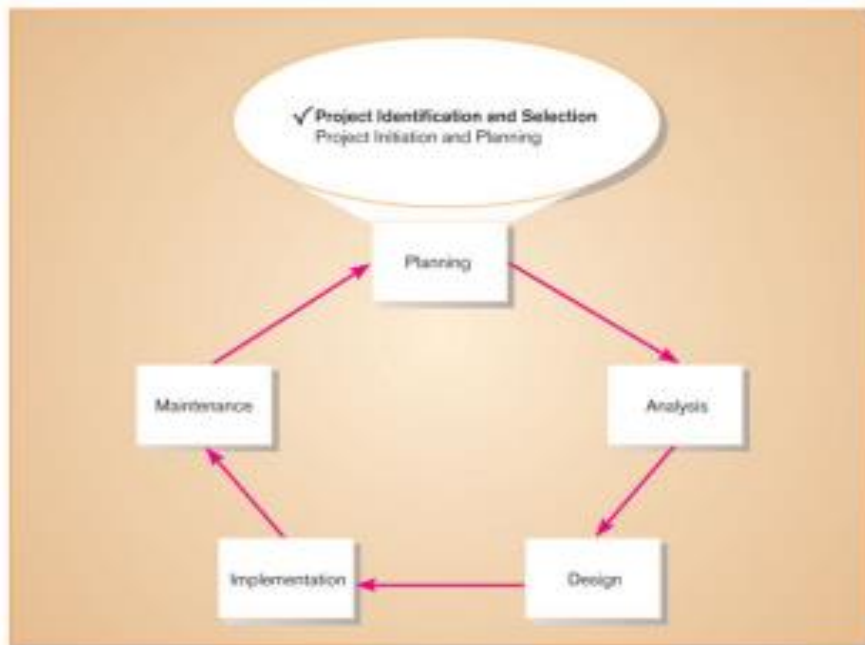 ✓ Project Identification and Selection
Project Initiation and Planning
Planning
Analysis
Design
Implementation
Maintenance